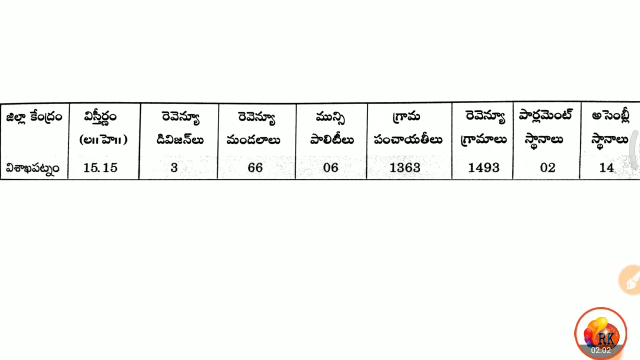 జిల్లా కేంద్రం విస్తీర్ణం రెవెన్యూ రెవెన్యూ మున్సి గ్రామ రెవెన్యూ పార్లమెంట్ అసెంబ్లీ
(ల॥హె॥) డివిజన్‌లు మండలాలు పాలిటీలు పంచాయతీలు గ్రామాలు స్థానాలు స్థానాలు
విశాఖపట్నం 15.15 3 66 06 1363 1493 02 14
RK
02:02